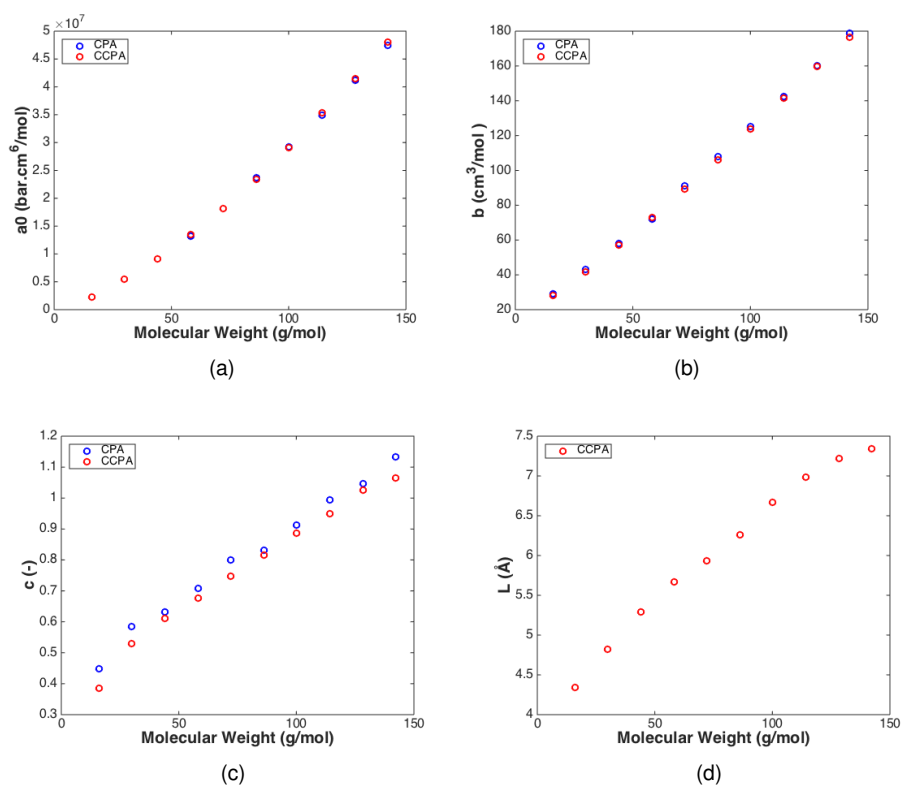 ×10^7
5
4.5
4
3.5
3
2.5
2
1.5
1
0.5
0
CPA
CCPA
a0 (bar.cm^6/mol)
0 50 100 150
Molecular Weight (g/mol)
(a)
180
160
140
120
100
80
60
40
20
CPA
CCPA
b (cm^3/mol )
0 50 100 150
Molecular Weight (g/mol)
(b)
1.2
1.1
1
0.9
0.8
0.7
0.6
0.5
0.4
0.3
CPA
CCPA
c (-)
0 50 100 150
Molecular Weight (g/mol)
(c)
7.5
7
6.5
6
5.5
5
4.5
4
CCPA
L (Å)
0 50 100 150
Molecular Weight (g/mol)
(d)